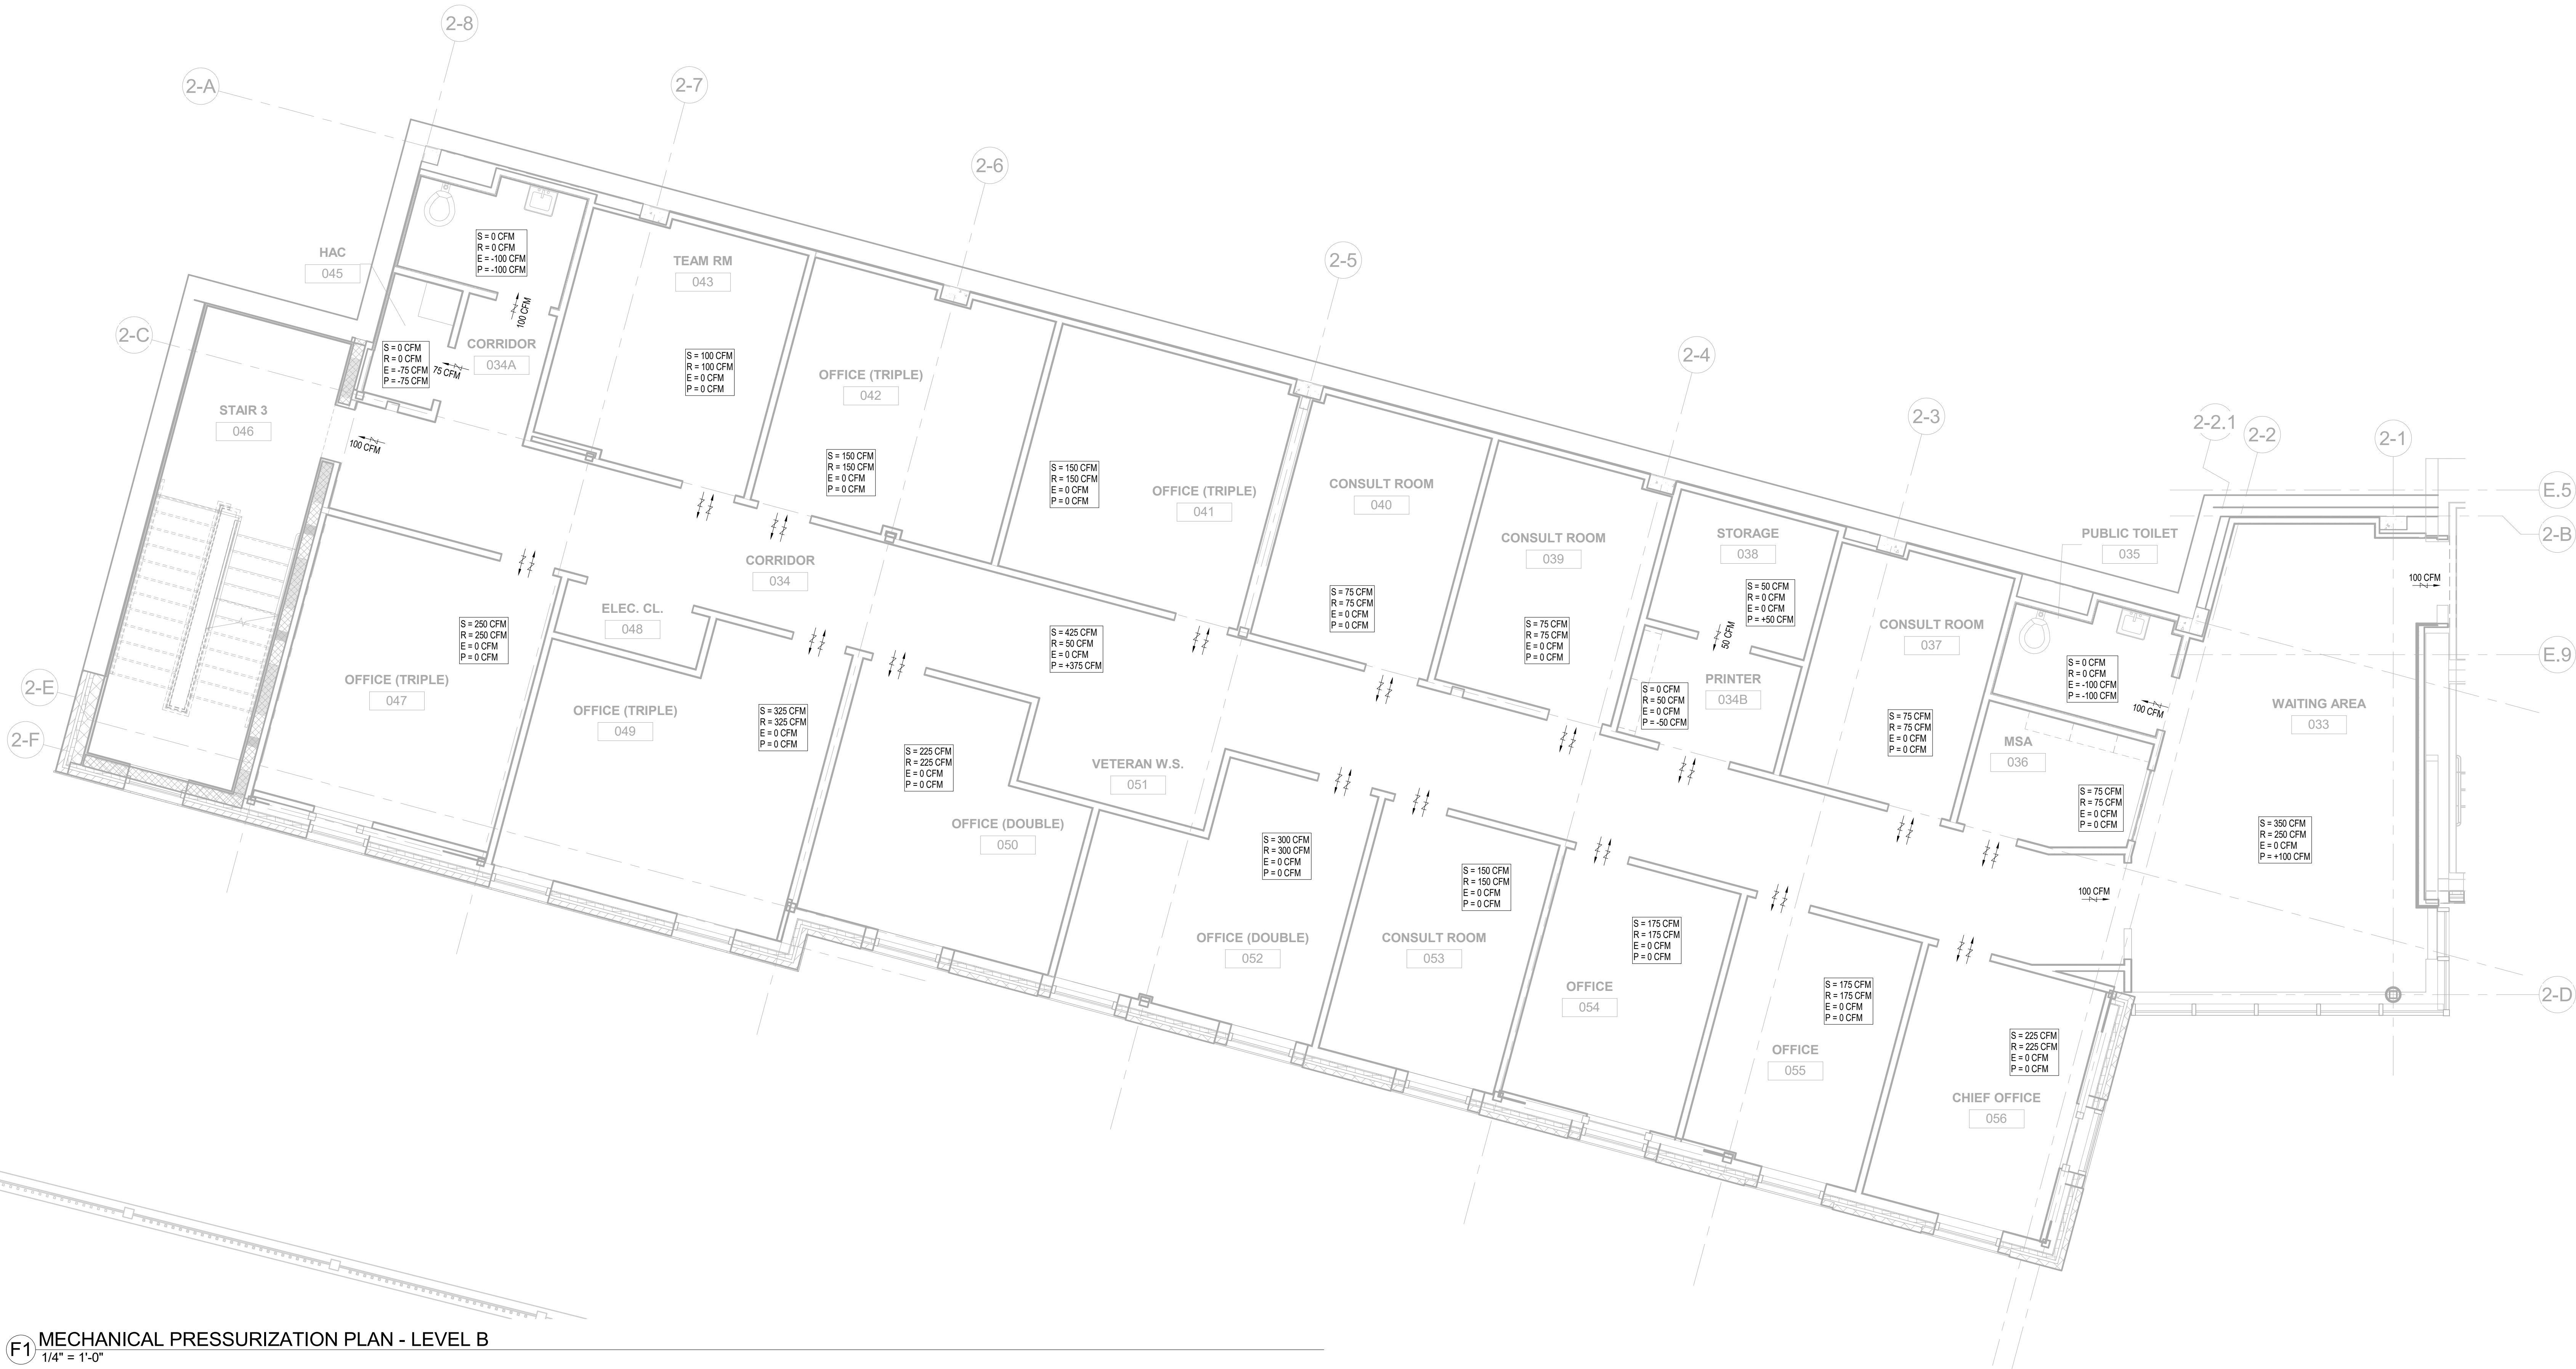 2-8
2-A
2-7
2-6
2-5
2-4
2-3
2-2.1
2-2
2-1
E.5
2-B
E.9
2-D
2-C
2-E
2-F
HAC
045
S = 0 CFM
R = 0 CFM
E = -100 CFM
P = -100 CFM
100 CFM
S = 0 CFM
R = 0 CFM
E = -75 CFM
P = -75 CFM
75 CFM
CORRIDOR
034A
STAIR 3
046
100 CFM
TEAM RM
043
S = 100 CFM
R = 100 CFM
E = 0 CFM
P = 0 CFM
OFFICE (TRIPLE)
042
S = 150 CFM
R = 150 CFM
E = 0 CFM
P = 0 CFM
S = 150 CFM
R = 150 CFM
E = 0 CFM
P = 0 CFM
OFFICE (TRIPLE)
041
CONSULT ROOM
040
S = 75 CFM
R = 75 CFM
E = 0 CFM
P = 0 CFM
CONSULT ROOM
039
S = 75 CFM
R = 75 CFM
E = 0 CFM
P = 0 CFM
STORAGE
038
S = 50 CFM
R = 0 CFM
E = 0 CFM
P = +50 CFM
50 CFM
PRINTER
034B
S = 0 CFM
R = 50 CFM
E = 0 CFM
P = -50 CFM
CONSULT ROOM
037
S = 75 CFM
R = 75 CFM
E = 0 CFM
P = 0 CFM
PUBLIC TOILET
035
S = 0 CFM
R = 0 CFM
E = -100 CFM
P = -100 CFM
100 CFM
MSA
036
S = 75 CFM
R = 75 CFM
E = 0 CFM
P = 0 CFM
100 CFM
WAITING AREA
033
S = 350 CFM
R = 250 CFM
E = 0 CFM
P = +100 CFM
100 CFM
CORRIDOR
034
ELEC. CL.
048
S = 425 CFM
R = 50 CFM
E = 0 CFM
P = +375 CFM
S = 250 CFM
R = 250 CFM
E = 0 CFM
P = 0 CFM
OFFICE (TRIPLE)
047
OFFICE (TRIPLE)
049
S = 325 CFM
R = 325 CFM
E = 0 CFM
P = 0 CFM
S = 225 CFM
R = 225 CFM
E = 0 CFM
P = 0 CFM
OFFICE (DOUBLE)
050
VETERAN W.S.
051
S = 300 CFM
R = 300 CFM
E = 0 CFM
P = 0 CFM
OFFICE (DOUBLE)
052
S = 150 CFM
R = 150 CFM
E = 0 CFM
P = 0 CFM
CONSULT ROOM
053
S = 175 CFM
R = 175 CFM
E = 0 CFM
P = 0 CFM
OFFICE
054
S = 175 CFM
R = 175 CFM
E = 0 CFM
P = 0 CFM
OFFICE
055
S = 225 CFM
R = 225 CFM
E = 0 CFM
P = 0 CFM
CHIEF OFFICE
056
F1 MECHANICAL PRESSURIZATION PLAN - LEVEL B
1/4" = 1'-0"